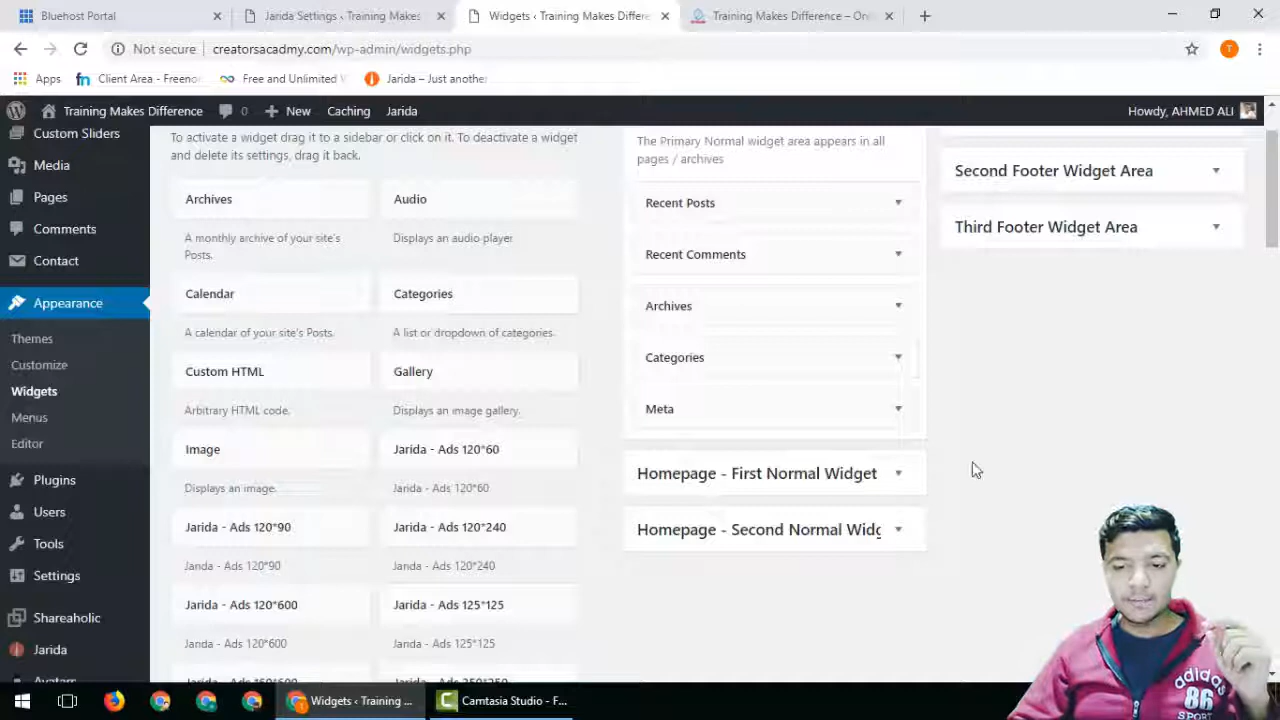 Bluehost Portal
Jarida Settings ‹ Training Makes
Widgets ‹ Training Makes Differe
Training Makes Difference – On
Not secure
creatorsacadmy.com/wp-admin/widgets.php
Apps
Client Area - Freeno
Free and Unlimited
Jarida – Just anothe
Training Makes Difference
0
New
Caching
Jarida
Howdy, AHMED ALI
Custom Sliders
Media
Pages
Comments
Contact
Appearance
Themes
Customize
Widgets
Menus
Editor
Plugins
Users
Tools
Settings
Shareaholic
Jarida
Avatars
To activate a widget drag it to a sidebar or click on it. To deactivate a widget
and delete its settings, drag it back.
Archives
A monthly archive of your site's
Posts.
Audio
Displays an audio player.
Calendar
A calendar of your site's Posts.
Categories
A list or dropdown of categories.
Custom HTML
Arbitrary HTML code.
Gallery
Displays an image gallery.
Image
Displays an image.
Jarida - Ads 120*60
Jarida - Ads 120*60
Jarida - Ads 120*90
Jarida - Ads 120*90
Jarida - Ads 120*240
Jarida - Ads 120*240
Jarida - Ads 120*600
Jarida - Ads 120*600
Jarida - Ads 125*125
Jarida - Ads 125*125
The Primary Normal widget area appears in all
pages / archives
Recent Posts
Recent Comments
Archives
Categories
Meta
Homepage - First Normal Widget
Homepage - Second Normal Widg
Second Footer Widget Area
Third Footer Widget Area
adidas
86
SPORT
Widgets ‹ Training ...
Camtasia Studio - F...